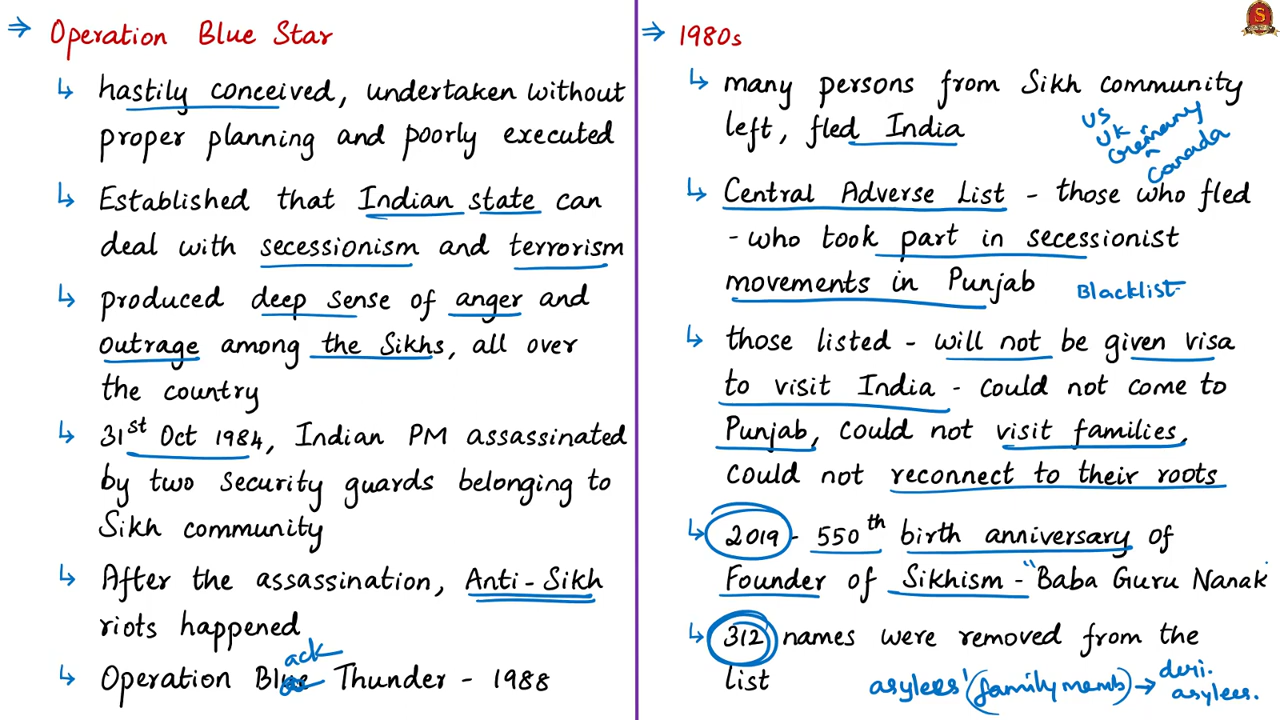 ⇒ Operation Blue Star
↳ hastily conceived, undertaken without
proper planning and poorly executed
↳ Established that Indian state can
deal with secessionism and terrorism
↳ produced deep sense of anger and
outrage among the Sikhs, all over
the country
↳ 31st Oct 1984, Indian PM assassinated
by two security guards belonging to
Sikh community
↳ After the assassination, Anti-Sikh
riots happened
ack
↳ Operation Blue Thunder - 1988
⇒ 1980s
↳ many persons from Sikh community
left, fled India
US
UK
Germany
Canada
↳ Central Adverse List - those who fled
- who took part in secessionist
movements in Punjab
Blacklist
↳ those listed - will not be given visa
to visit India - could not come to
Punjab, could not visit families,
could not reconnect to their roots
↳ 2019 - 550th birth anniversary of
Founder of Sikhism - "Baba Guru Nanak
↳ 312 names were removed from the
list
asylees' (family memb) → deri.
asylees.